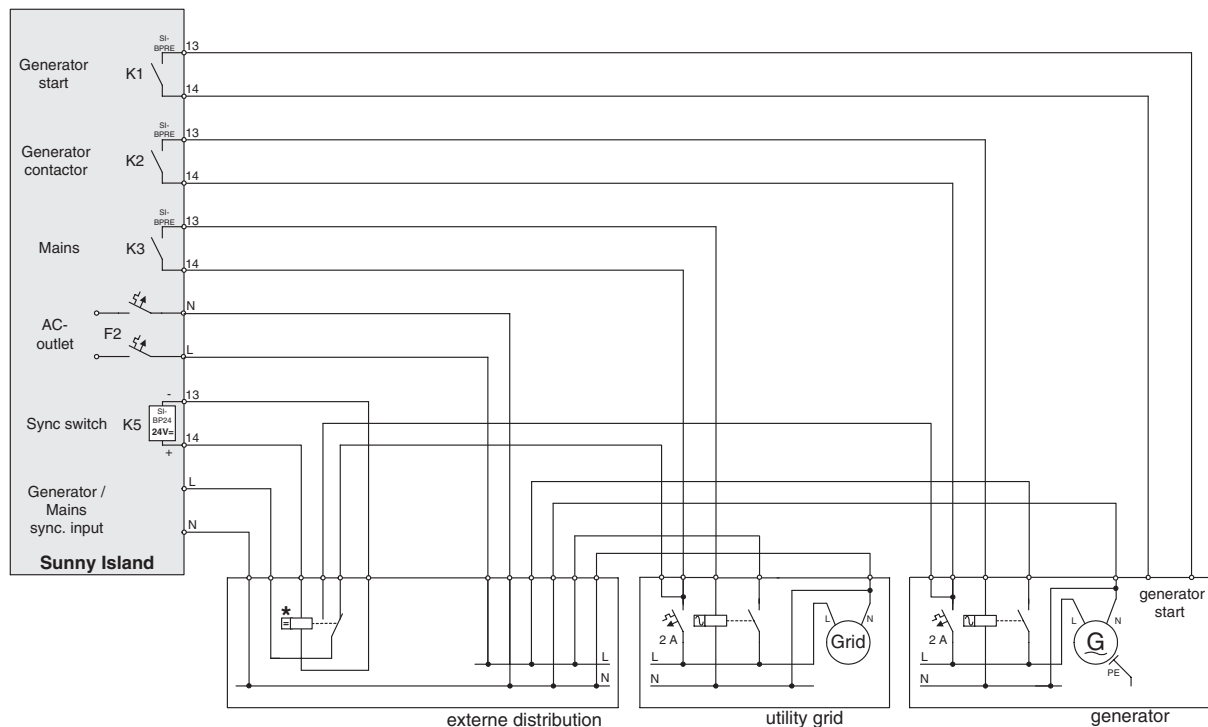 SI-
BPRE
13
Generator
start
K1
14
SI-
BPRE
13
Generator
contactor
K2
14
SI-
BPRE
13
Mains
K3
14
N
AC-
outlet
F2
L
-
13
Sync switch
K5
SI-
BP24
24V=
14
+
L
Generator /
Mains
sync. input
N
Sunny Island
*
=
L
N
externe distribution
2 A
L
N
Grid
L
N
utility grid
generator
start
2 A
L
N
G
PE
L
N
generator